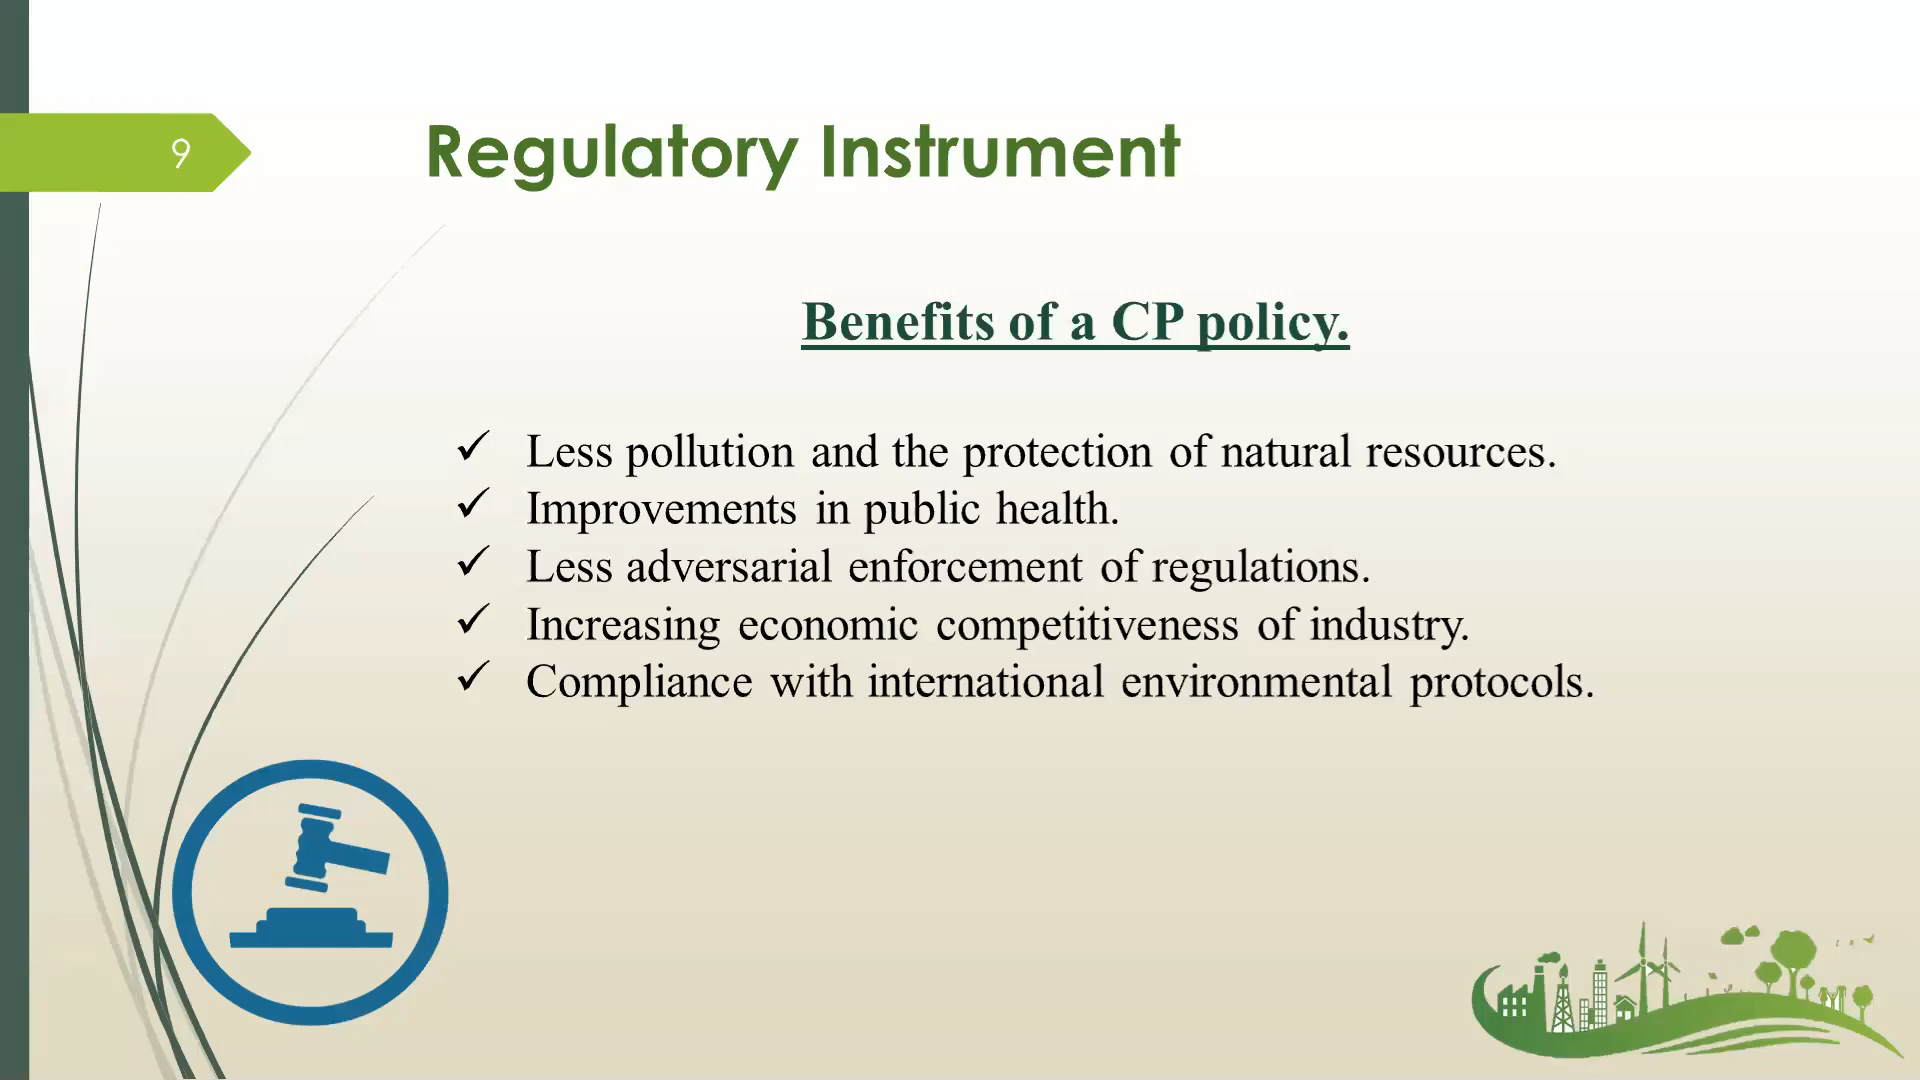 9
Regulatory Instrument
Benefits of a CP policy.
✓ Less pollution and the protection of natural resources.
✓ Improvements in public health.
✓ Less adversarial enforcement of regulations.
✓ Increasing economic competitiveness of industry.
✓ Compliance with international environmental protocols.